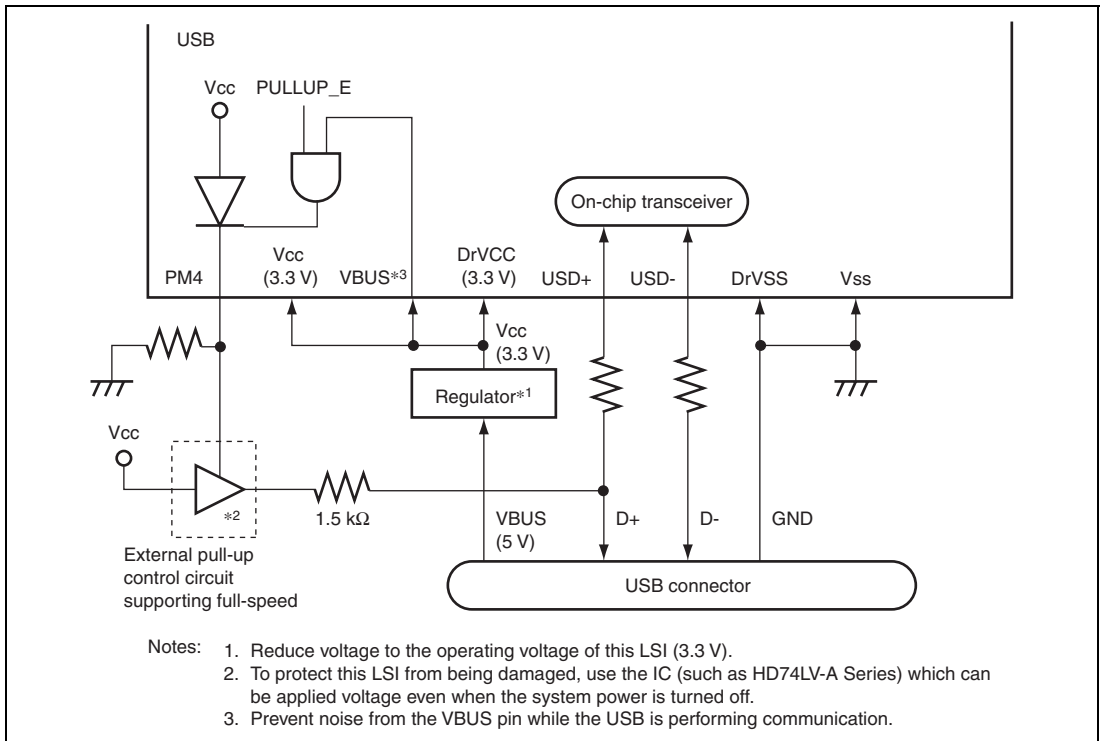 USB
Vcc PULLUP_E
On-chip transceiver
PM4 Vcc (3.3 V) VBUS*3 DrVCC (3.3 V) USD+ USD- DrVSS Vss
Vcc (3.3 V)
Regulator*1
Vcc
*2
1.5 kΩ
External pull-up
control circuit
supporting full-speed
VBUS (5 V) D+ D- GND
USB connector
Notes: 1. Reduce voltage to the operating voltage of this LSI (3.3 V).
2. To protect this LSI from being damaged, use the IC (such as HD74LV-A Series) which can
be applied voltage even when the system power is turned off.
3. Prevent noise from the VBUS pin while the USB is performing communication.